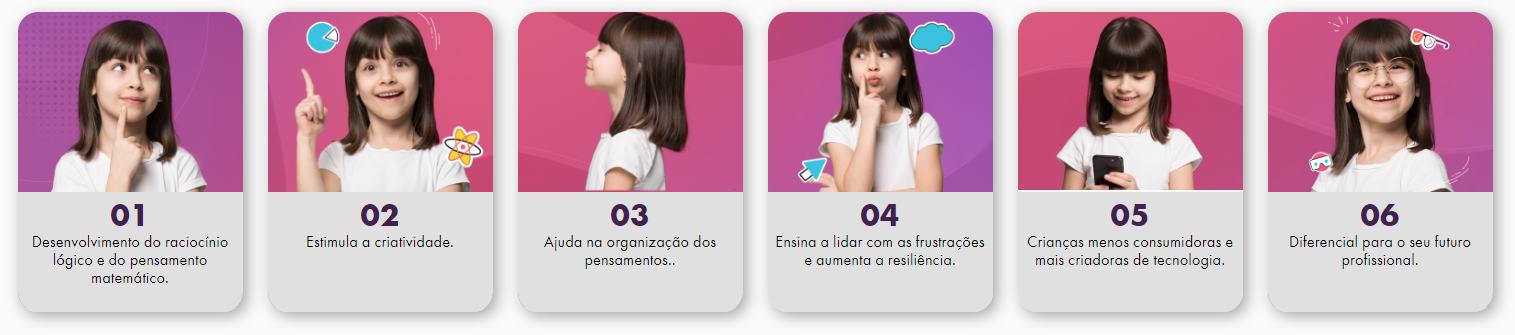 01
Desenvolvimento do raciocínio
lógico e do pensamento
matemático.
02
Estimula a criatividade.
03
Ajuda na organização dos
pensamentos..
04
Ensina a lidar com as frustrações
e aumenta a resiliência.
05
Crianças menos consumidoras e
mais criadoras de tecnologia.
06
Diferencial para o seu futuro
profissional.